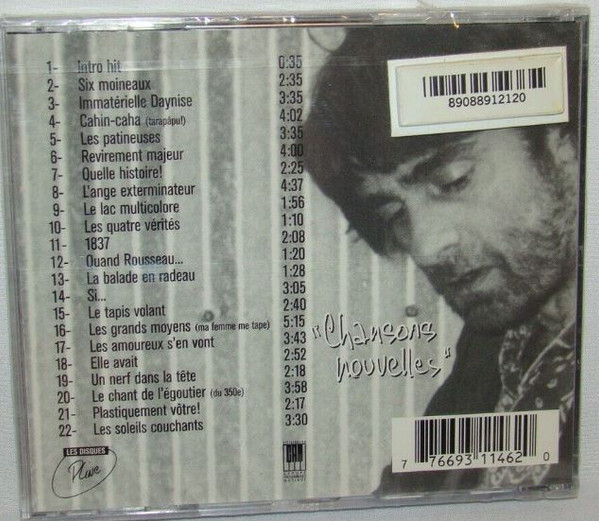 1- Intro hit 0:35
2- Six moineaux 2:35
3- Immatérielle Daynise 3:35
4- Cahin-caha (tarapápu!) 4:02
5- Les patineuses 3:35
6- Revirement majeur 4:00
7- Quelle histoire! 2:25
8- L'ange exterminateur 4:37
9- Le lac multicolore 1:56
10- Les quatre vérités 1:10
11- 1837 2:08
12- Quand Rousseau... 1:20
13- La balade en radeau 1:28
14- Si... 3:05
15- Le tapis volant 2:40
16- Les grands moyens (ma femme me tape) 5:15
17- Les amoureux s'en vont 3:43
18- Elle avait 2:52
19- Un nerf dans la tête 2:18
20- Le chant de l'égoutier (du 350e) 3:58
21- Plastiquement vôtre! 2:17
22- Les soleils couchants 3:30
89088912120
"Chansons
nouvelles"
LES DISQUES
7 76693 11462 0